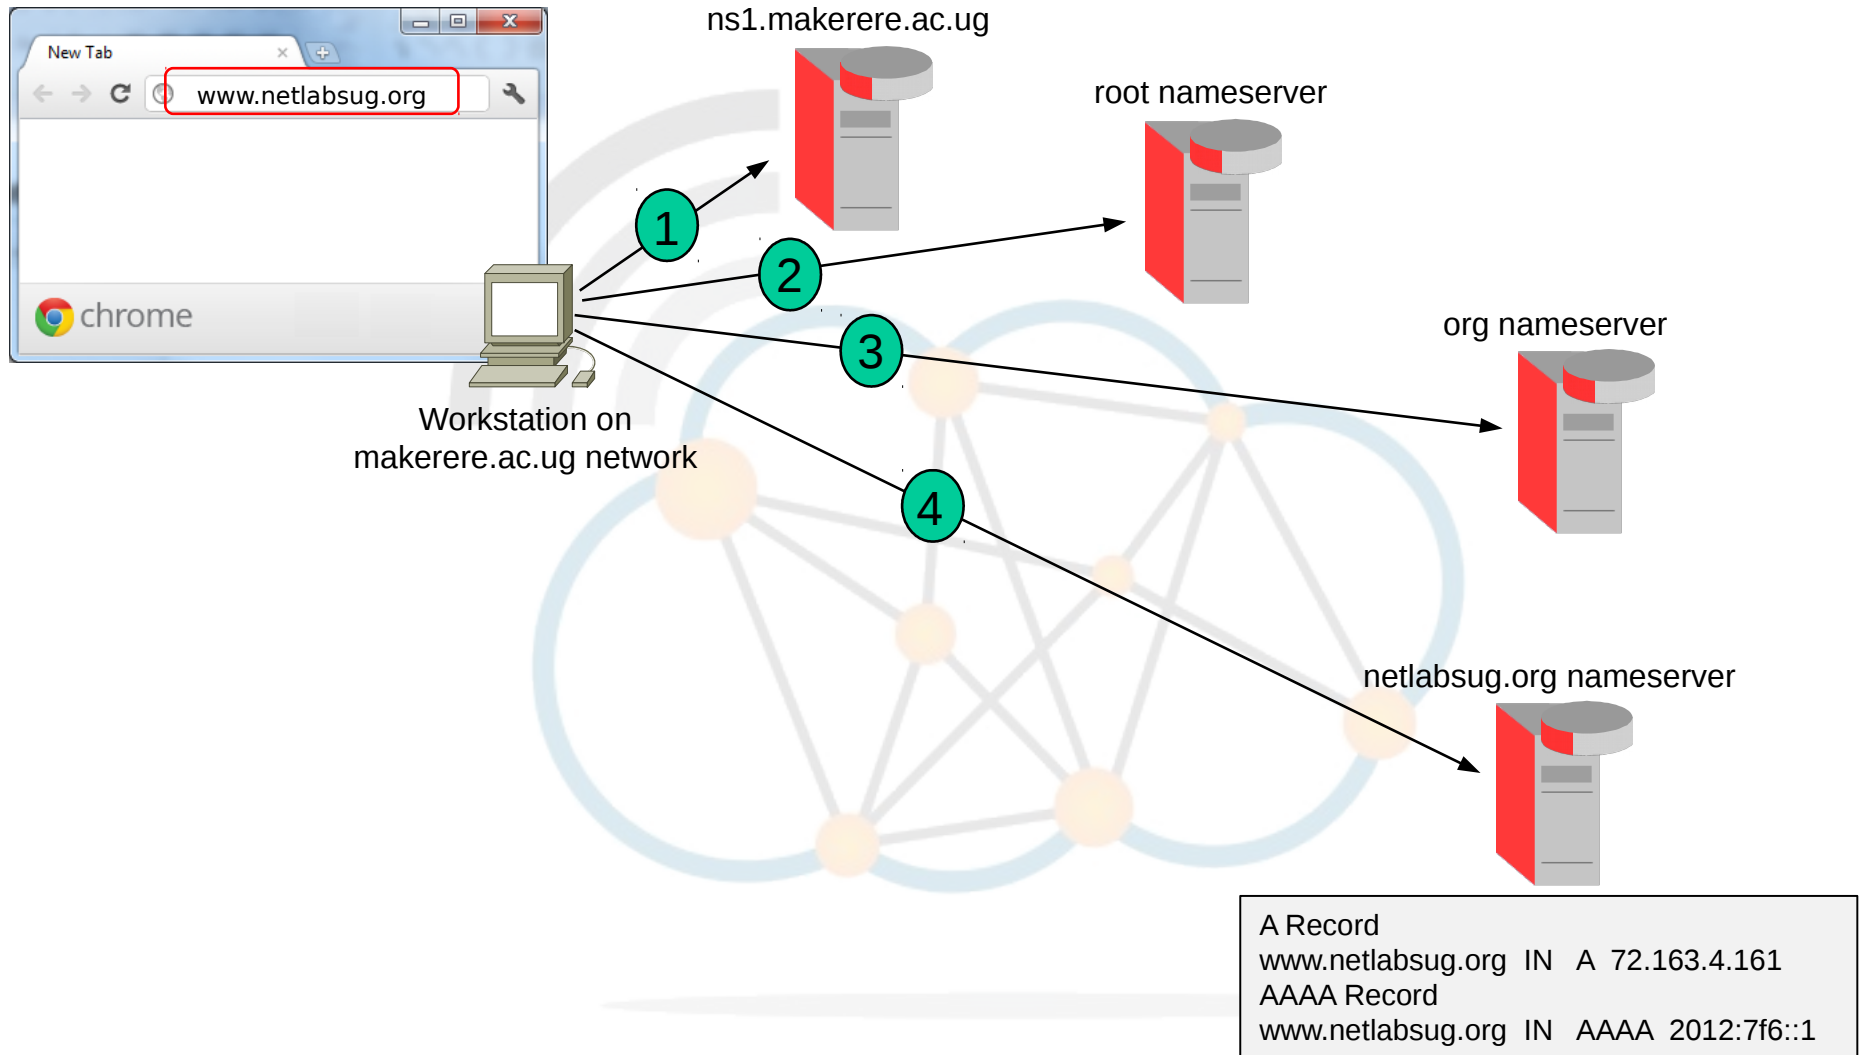 ns1.makerere.ac.ug
New Tab
www.netlabsug.org
root nameserver
1
2
chrome
org nameserver
3
Workstation on
makerere.ac.ug network
4
netlabsug.org nameserver
A Record
www.netlabsug.org IN A 72.163.4.161
AAAA Record
www.netlabsug.org IN AAAA 2012:7f6::1